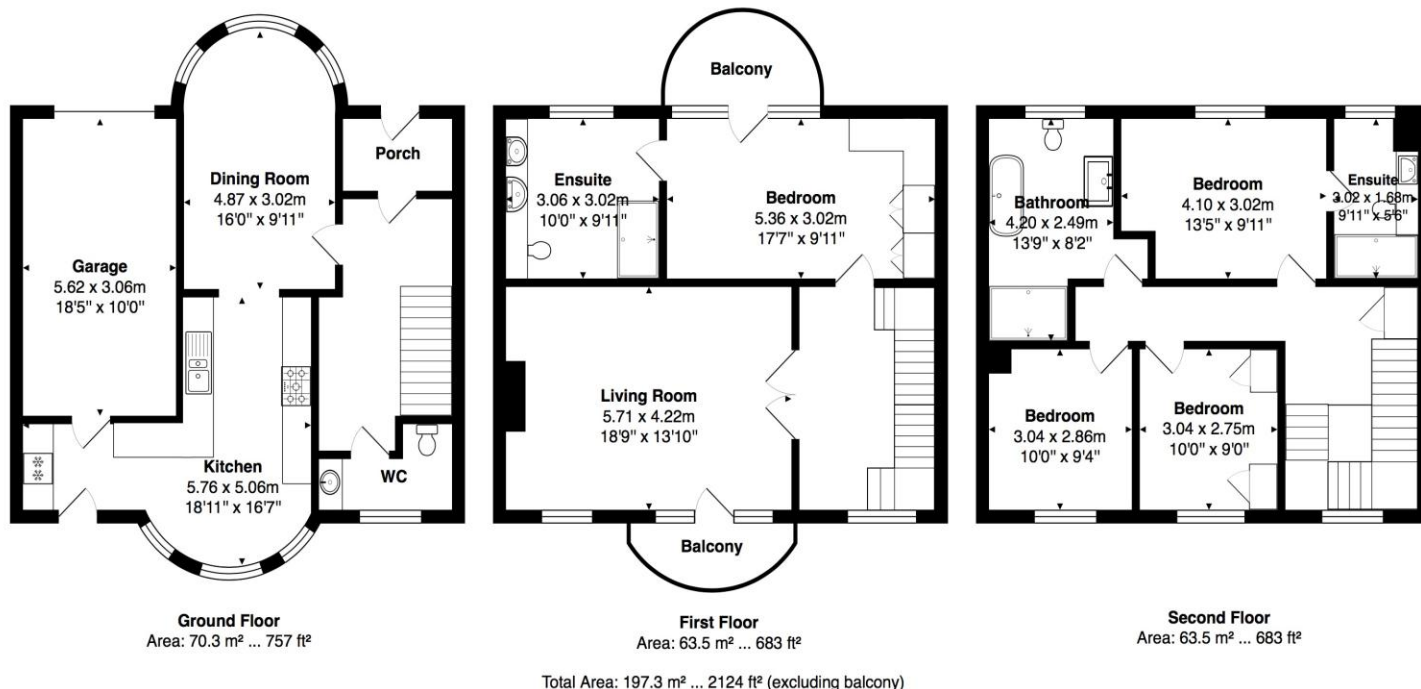 Dining Room
4.87 x 3.02m
16'0" x 9'11"
Porch
Garage
5.62 x 3.06m
18'5" x 10'0"
Kitchen
5.76 x 5.06m
18'11" x 16'7"
WC
Ground Floor
Area: 70.3 m² ... 757 ft²
Balcony
Ensuite
3.06 x 3.02m
10'0" x 9'11"
Bedroom
5.36 x 3.02m
17'7" x 9'11"
Living Room
5.71 x 4.22m
18'9" x 13'10"
Balcony
First Floor
Area: 63.5 m² ... 683 ft²
Bathroom
4.20 x 2.49m
13'9" x 8'2"
Bedroom
4.10 x 3.02m
13'5" x 9'11"
Ensuite
3.02 x 1.68m
9'11" x 5'6"
Bedroom
3.04 x 2.86m
10'0" x 9'4"
Bedroom
3.04 x 2.75m
10'0" x 9'0"
Second Floor
Area: 63.5 m² ... 683 ft²
Total Area: 197.3 m² ... 2124 ft² (excluding balcony)